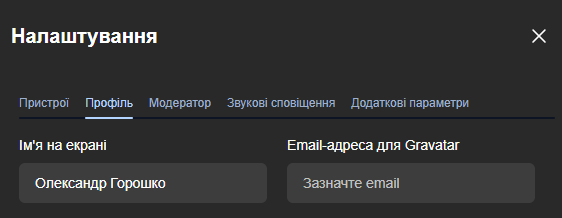 Налаштування
Пристрої Профіль Модератор Звукові сповіщення Додаткові параметри
Ім'я на екрані Email-адреса для Gravatar
Олександр Горошко Зазначте email